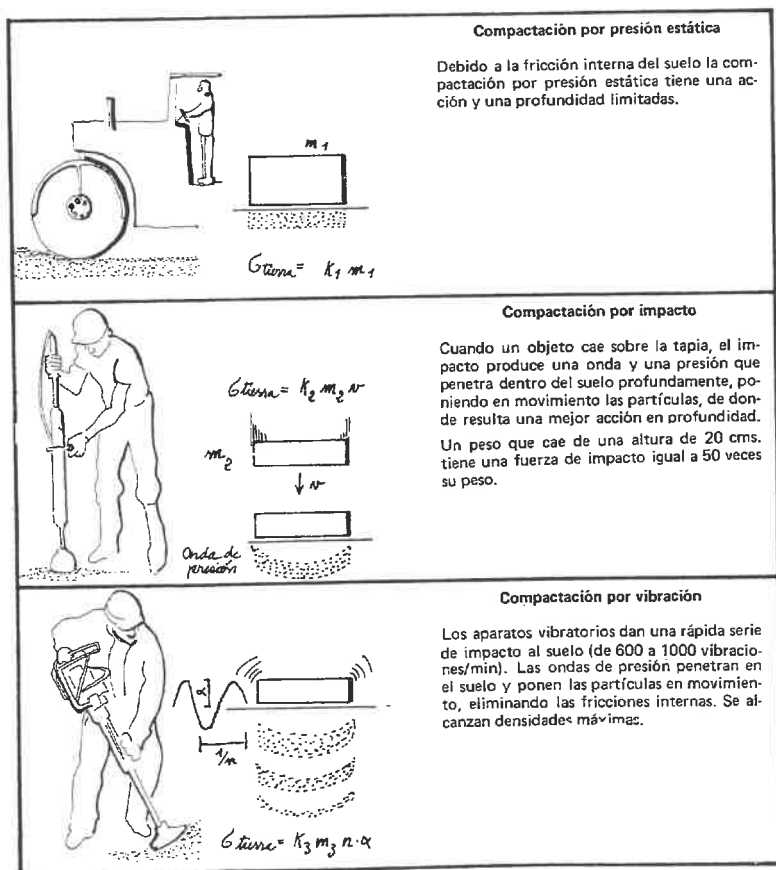 Compactación por presión estática
Debido a la fricción interna del suelo la com-
pactación por presión estática tiene una ac-
ción y una profundidad limitadas.
m1
σtierra = K1 m1
Compactación por impacto
Cuando un objeto cae sobre la tapia, el im-
pacto produce una onda y una presión que
penetra dentro del suelo profundamente, po-
niendo en movimiento las partículas, de don-
de resulta una mejor acción en profundidad.
Un peso que cae de una altura de 20 cms.
tiene una fuerza de impacto igual a 50 veces
su peso.
σtierra = K2 m2 v
m2
v
Onda de
presión
Compactación por vibración
Los aparatos vibratorios dan una rápida serie
de impacto al suelo (de 600 a 1000 vibracio-
nes/min). Las ondas de presión penetran en
el suelo y ponen las partículas en movimien-
to, eliminando las fricciones internas. Se al-
canzan densidades máximas.
α
1/n
σtierra = K3 m3 n·α